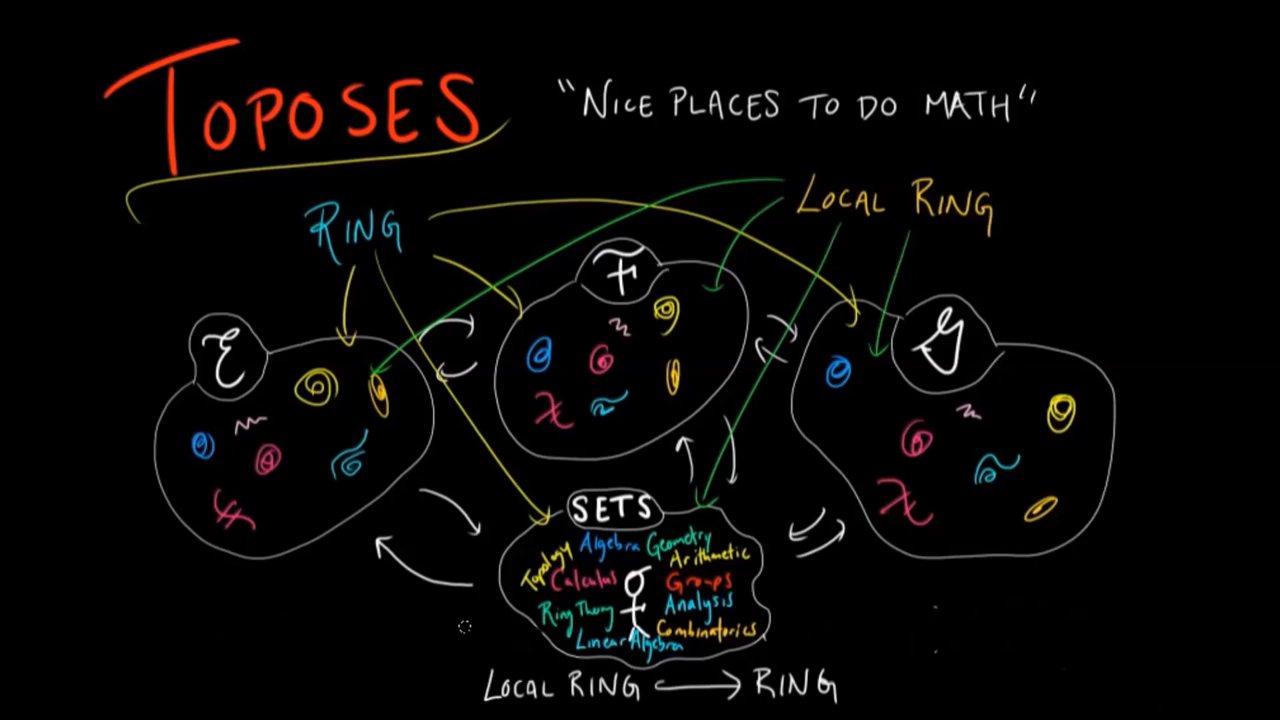 TOPOSES
"NICE PLACES TO DO MATH"
LOCAL RING
RING
F
E
G
SETS
Topology Algebra Geometry
Arithmetic
Calculus Groups
Ring Theory Analysis
Combinatorics
Linear Algebra
LOCAL RING → RING